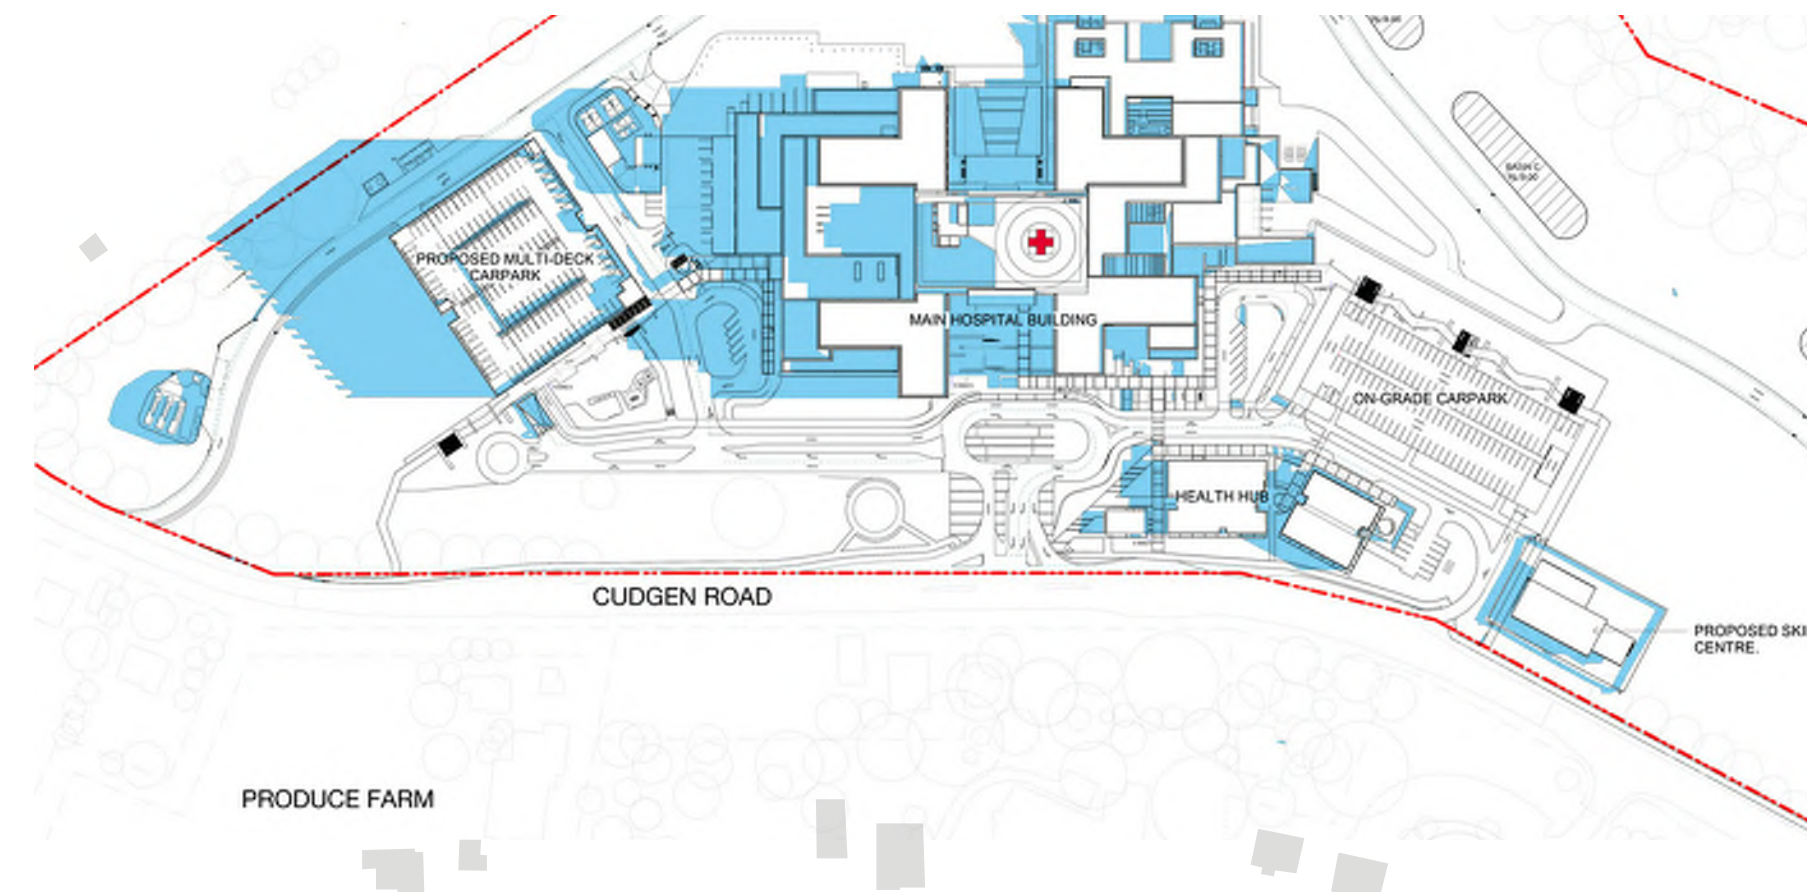 BASIN C
PROPOSED MULTI-DECK
CARPARK
MAIN HOSPITAL BUILDING
ON-GRADE CARPARK
HEALTH HUB
CUDGEN ROAD
PROPOSED SKI
CENTRE.
PRODUCE FARM